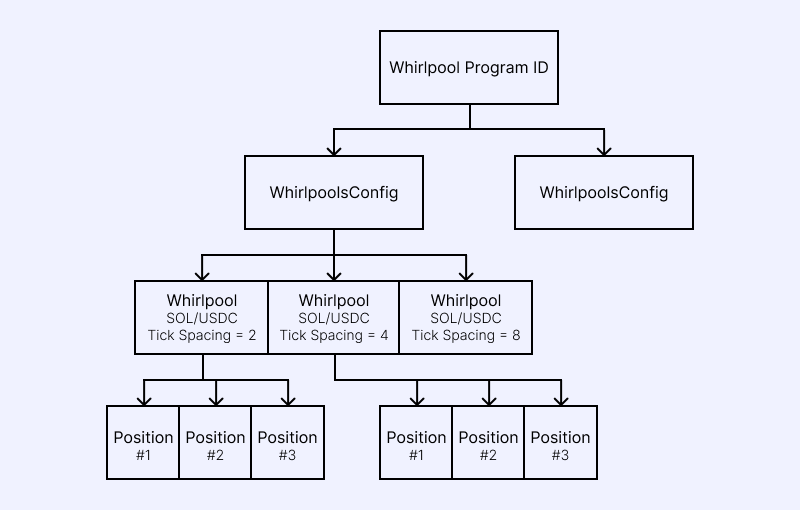 Whirlpool Program ID
WhirlpoolsConfig
WhirlpoolsConfig
Whirlpool
SOL/USDC
Tick Spacing = 2
Whirlpool
SOL/USDC
Tick Spacing = 4
Whirlpool
SOL/USDC
Tick Spacing = 8
Position
#1
Position
#2
Position
#3
Position
#1
Position
#2
Position
#3